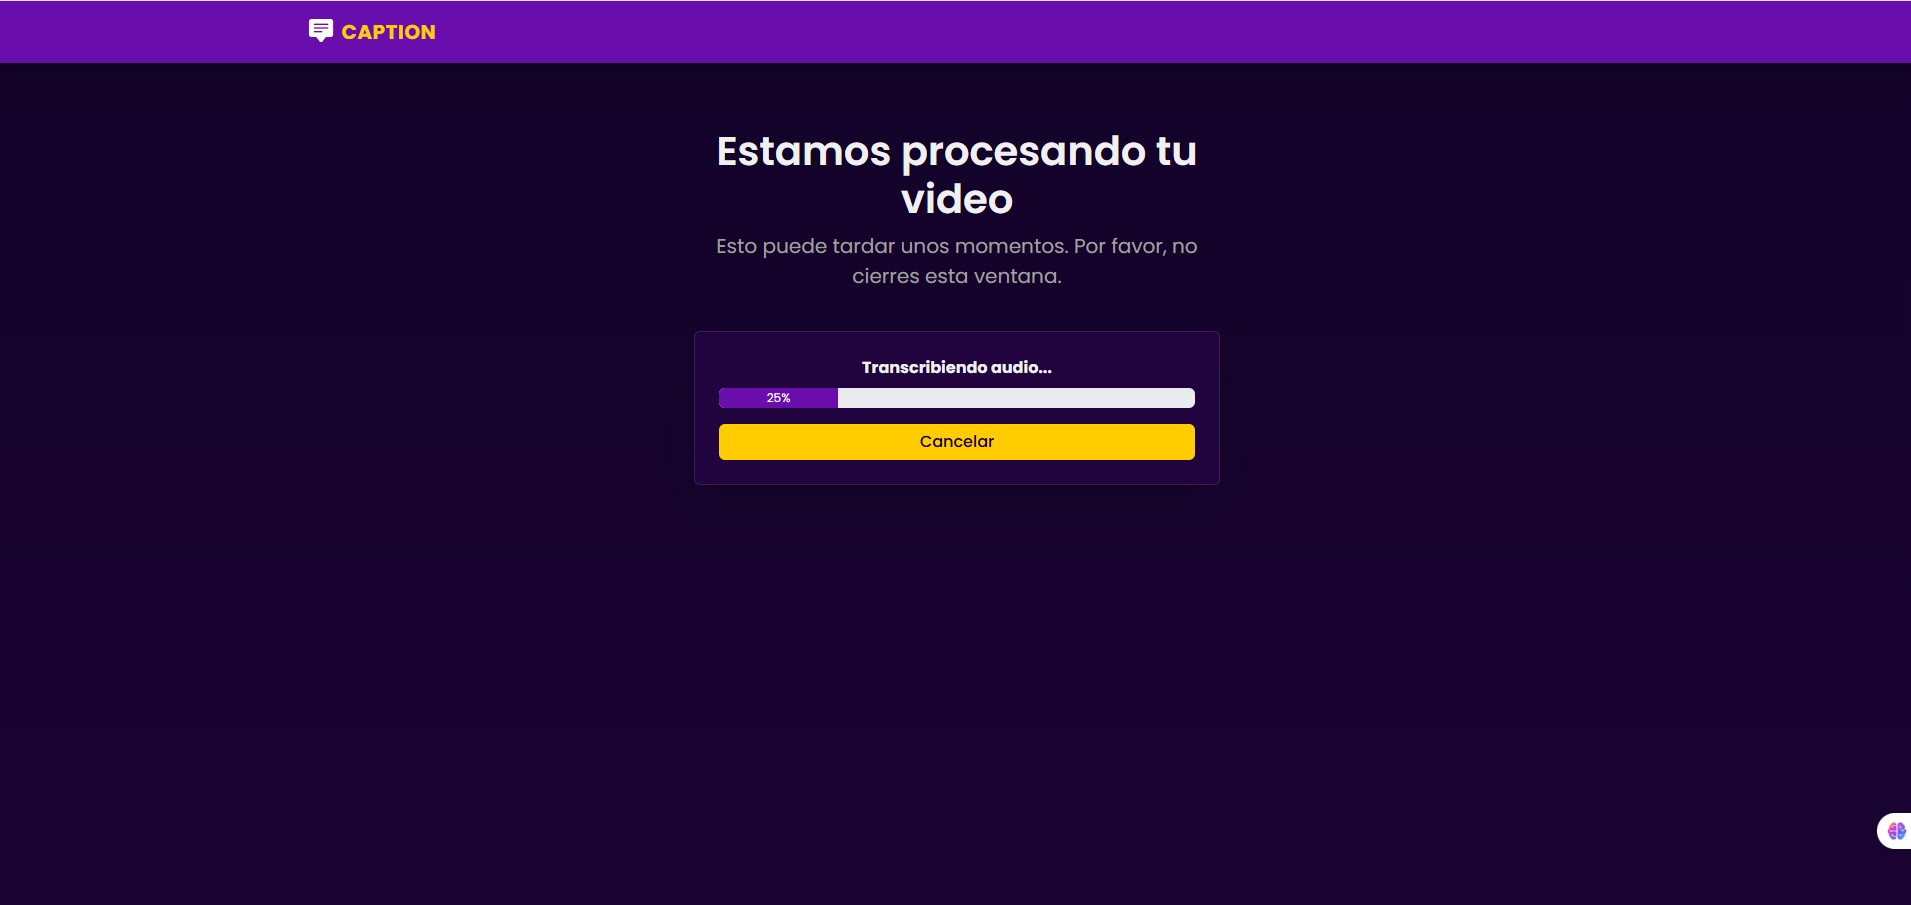 CAPTION
Estamos procesando tu
video
Esto puede tardar unos momentos. Por favor, no
cierres esta ventana.
Transcribiendo audio...
25%
Cancelar